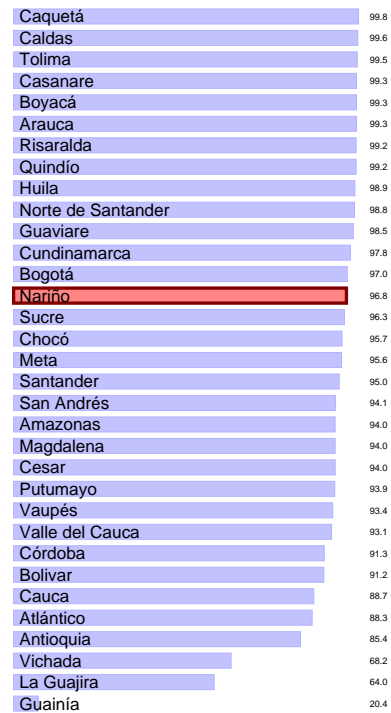 Caquetá 99.8
Caldas 99.6
Tolima 99.5
Casanare 99.3
Boyacá 99.3
Arauca 99.3
Risaralda 99.2
Quindío 99.2
Huila 98.9
Norte de Santander 98.8
Guaviare 98.5
Cundinamarca 97.8
Bogotá 97.0
Nariño 96.8
Sucre 96.3
Chocó 95.7
Meta 95.6
Santander 95.0
San Andrés 94.1
Amazonas 94.0
Magdalena 94.0
Cesar 94.0
Putumayo 93.9
Vaupés 93.4
Valle del Cauca 93.1
Córdoba 91.3
Bolivar 91.2
Cauca 88.7
Atlántico 88.3
Antioquia 85.4
Vichada 68.2
La Guajira 64.0
Guainía 20.4